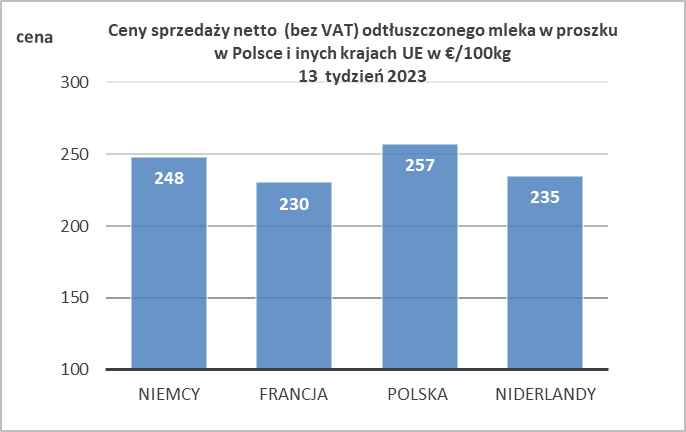 cena
Ceny sprzedaży netto (bez VAT) odtłuszczonego mleka w proszku
w Polsce i inych krajach UE w €/100kg
13 tydzień 2023
300
250
200
150
100
248
230
257
235
NIEMCY
FRANCJA
POLSKA
NIDERLANDY